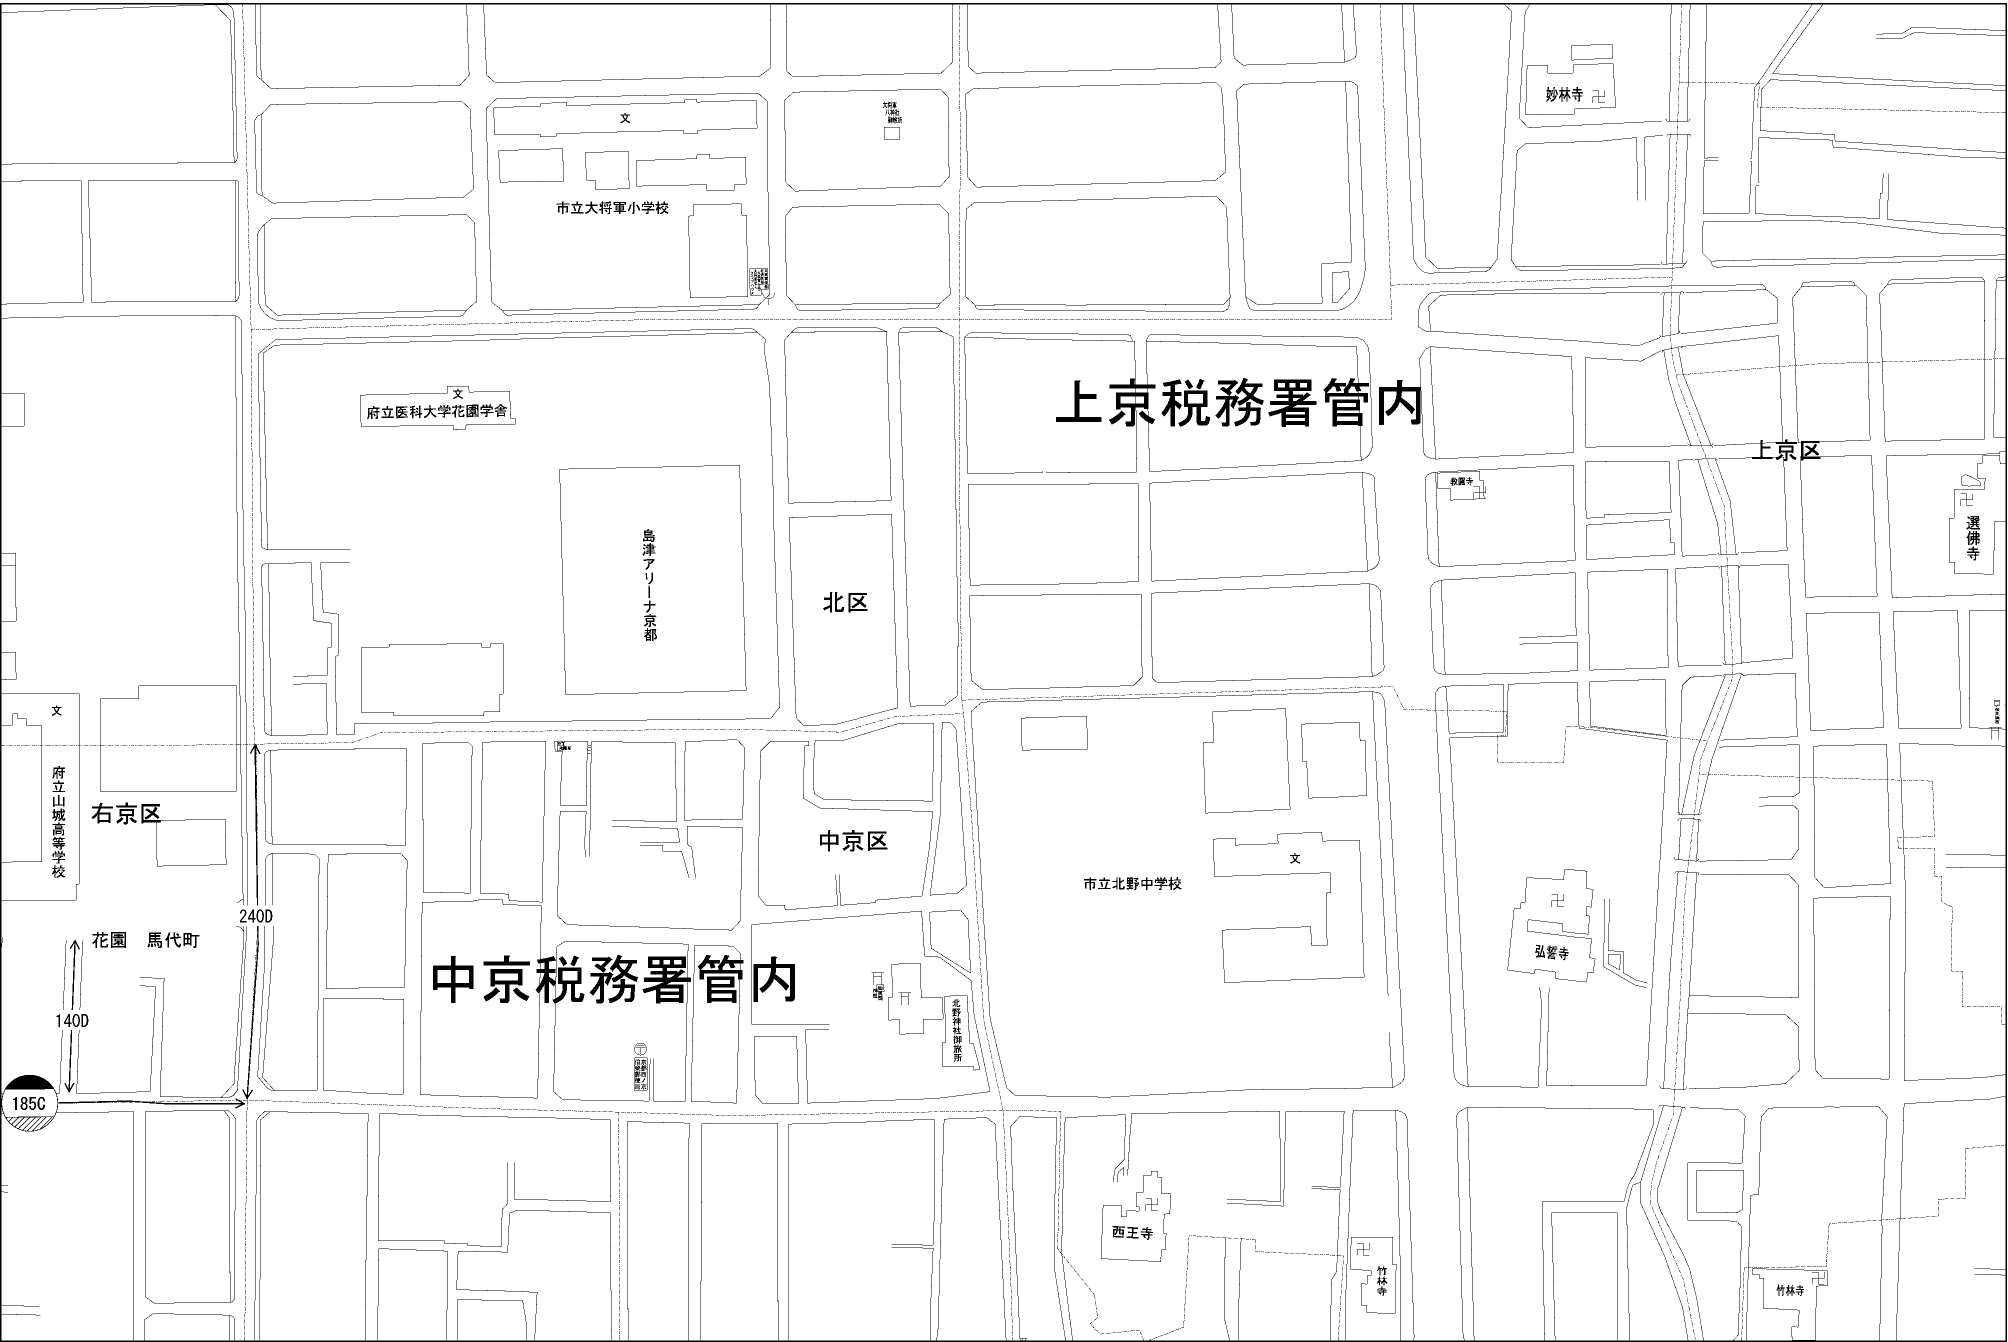 妙林寺
文
市立大将軍小学校
文
府立医科大学花園学舎
上京税務署管内
上京区
教圓寺
選佛寺
島津アリーナ京都
北区
文
右京区
府立山城高等学校
中京区
文
市立北野中学校
240D
花園 馬代町
弘誓寺
中京税務署管内
北野神社御旅所
140D
185C
西王寺
竹林寺
竹林寺